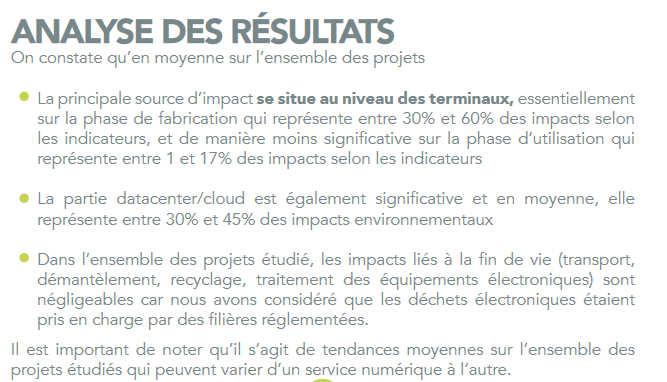 ANALYSE DES RÉSULTATS
On constate qu'en moyenne sur l'ensemble des projets
La principale source d'impact se situe au niveau des terminaux, essentiellement
sur la phase de fabrication qui représente entre 30% et 60% des impacts selon
les indicateurs, et de manière moins significative sur la phase d'utilisation qui
représente entre 1 et 17% des impacts selon les indicateurs
La partie datacenter/cloud est également significative et en moyenne, elle
représente entre 30% et 45% des impacts environnementaux
Dans l'ensemble des projets étudié, les impacts liés à la fin de vie (transport,
démantèlement, recyclage, traitement des équipements électroniques) sont
négligeables car nous avons considéré que les déchets électroniques étaient
pris en charge par des filières réglementées.
Il est important de noter qu'il s'agit de tendances moyennes sur l'ensemble des
projets étudiés qui peuvent varier d'un service numérique à l'autre.